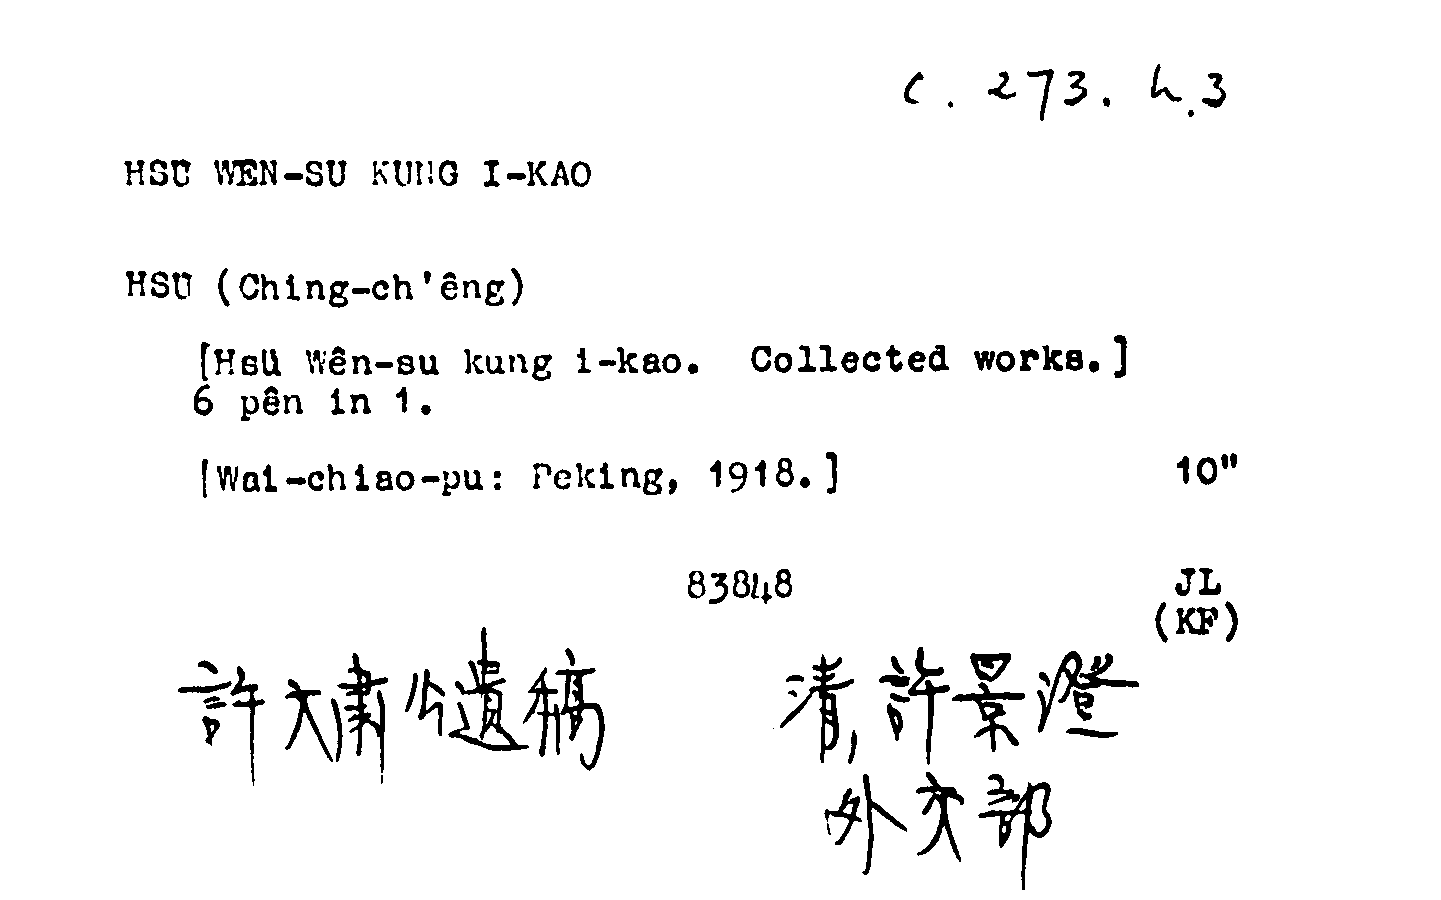 c. 273. h.3
HSÜ WEN-SU KUNG I-KAO
HSÜ (Ching-ch'êng)
[Hsü Wên-su kung i-kao.  Collected works.]
6 pên in 1.
[Wai-chiao-pu: Peking, 1918.] 10"
83848 JL
(KF)
許文肅公遺稿 清,許景澄
外交部